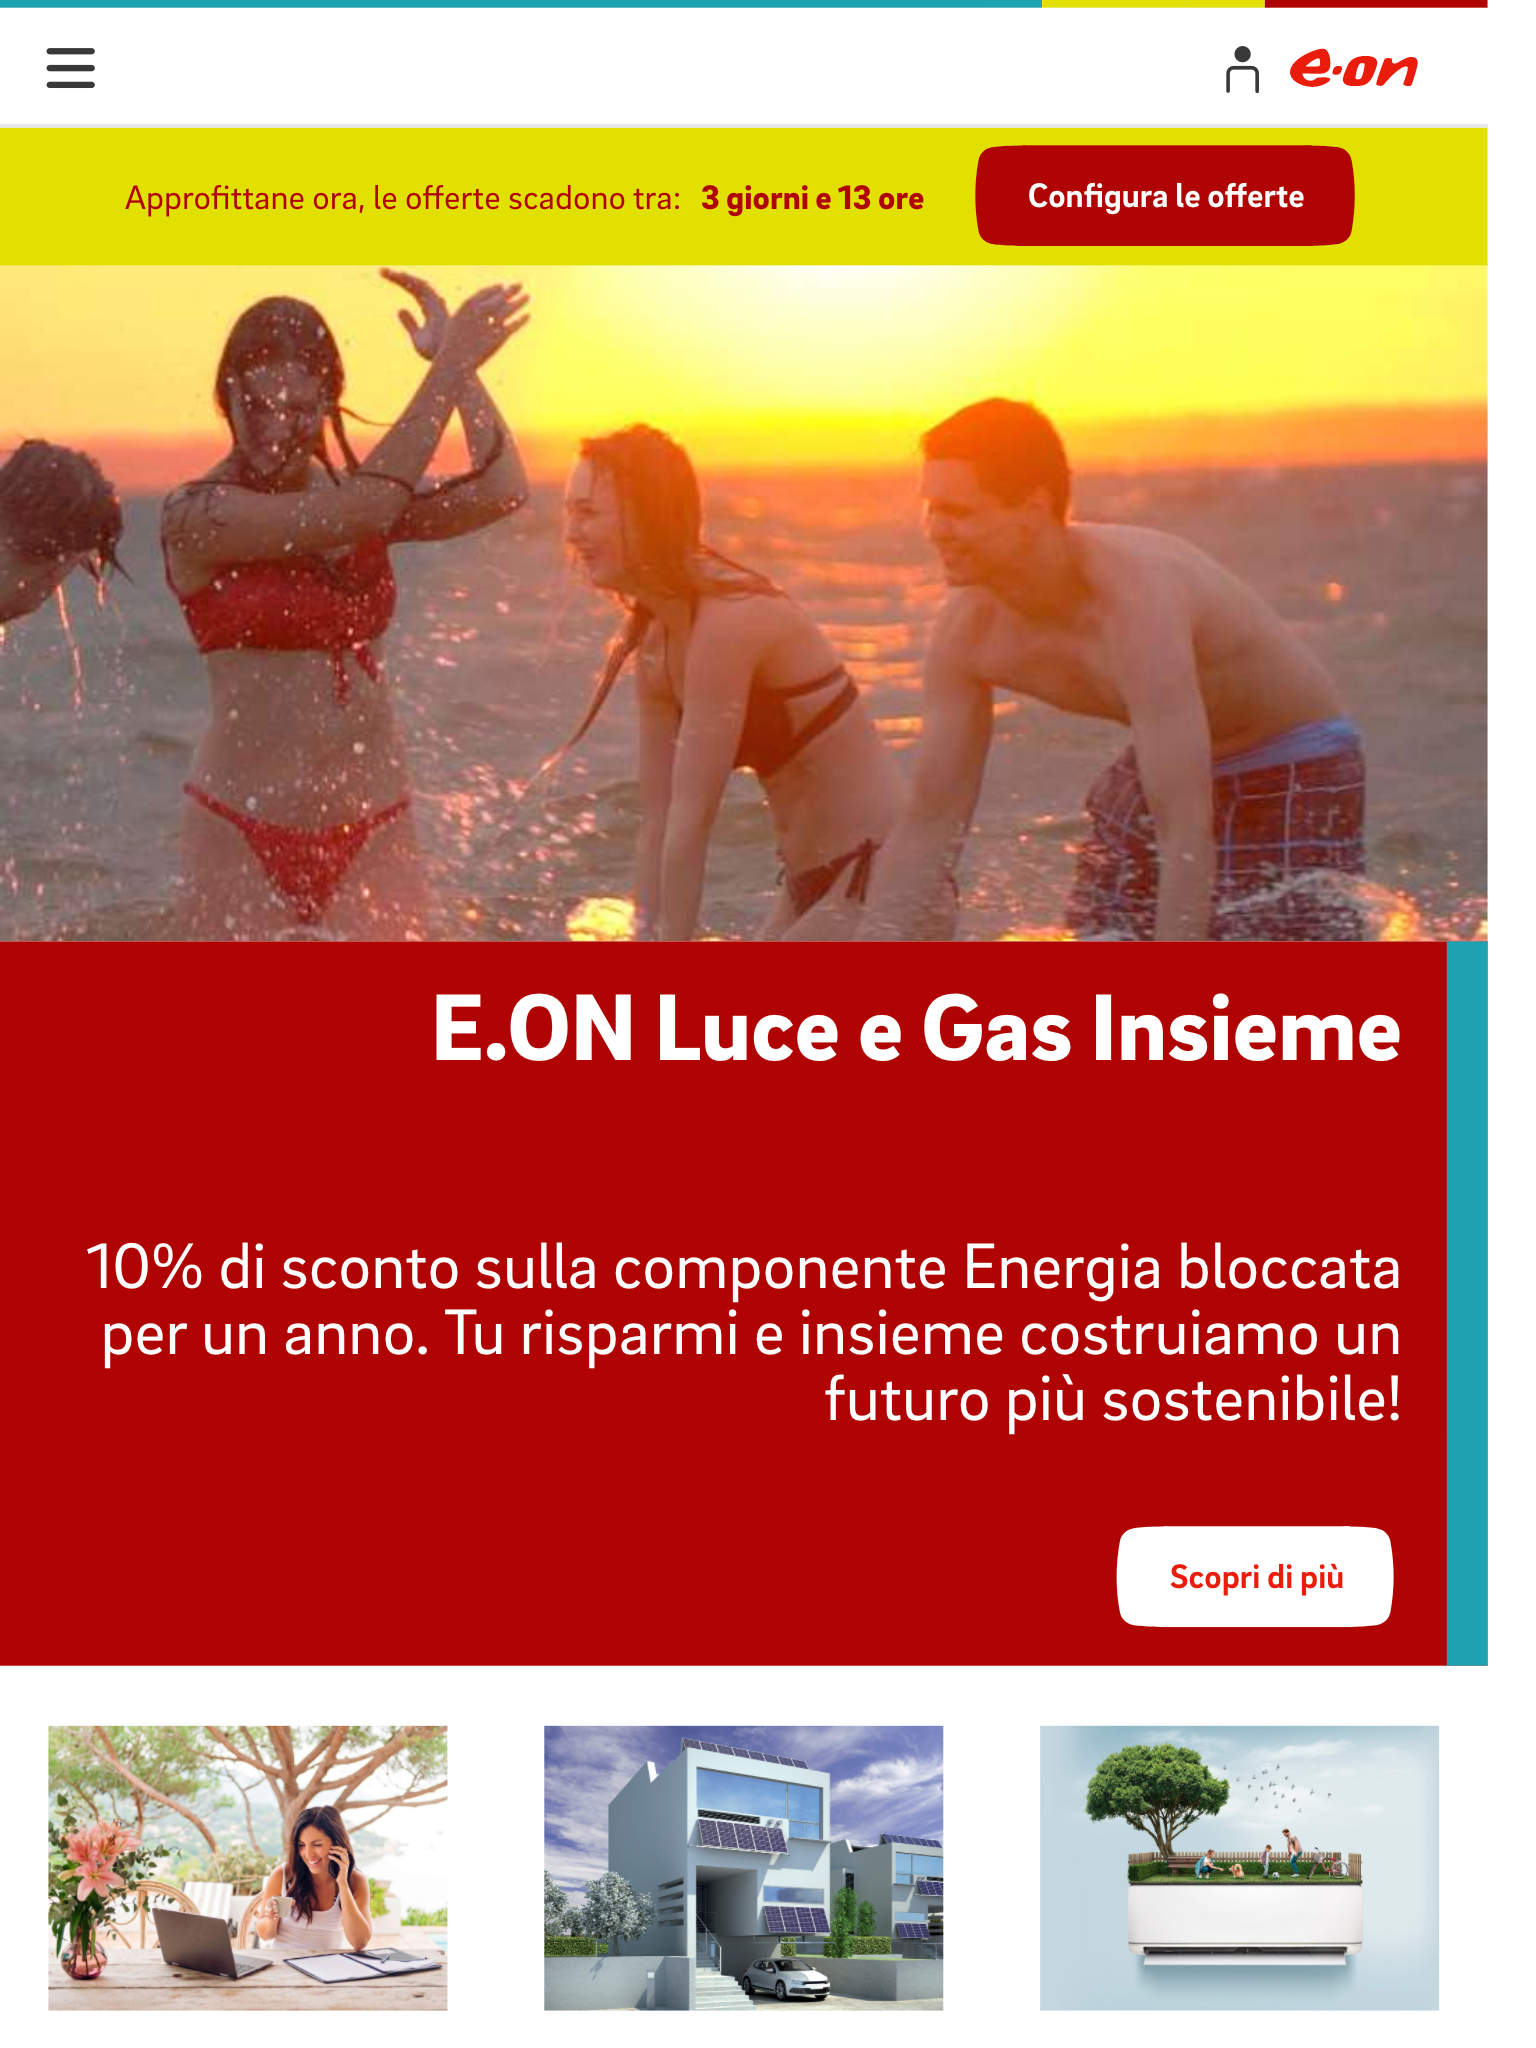 e·on
Approfittane ora, le offerte scadono tra: 3 giorni e 13 ore
Configura le offerte
E.ON Luce e Gas Insieme
10% di sconto sulla componente Energia bloccata
per un anno. Tu risparmi e insieme costruiamo un
futuro più sostenibile!
Scopri di più